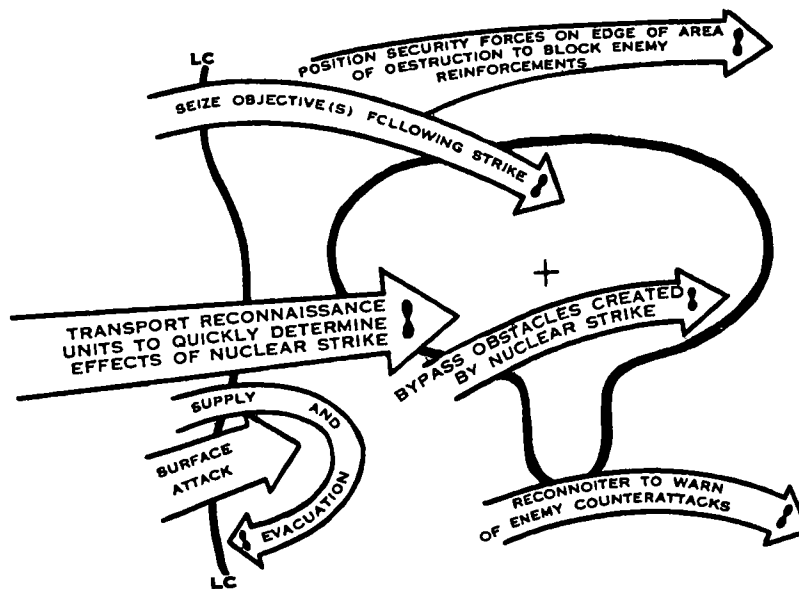 LC
POSITION SECURITY FORCES ON EDGE OF AREA
OF OESTRUCTION TO BLOCK ENEMY
REINFORCEMENTS
SEIZE OBJECTIVE(S) FCLLOWING STRIKE
TRANSPORT RECONNAISSANCE
UNITS TO QUICKLY DETERMINE
EFFECTS OF NUCLEAR STRIKE
BYPASS OBSTACLES CREATED
BY NUCLEAR STRIKE
SUPPLY AND
EVACUATION
SURFACE
ATTACK
RECONNOITER TO WARN
OF ENEMY COUNTERATTACKS
LC